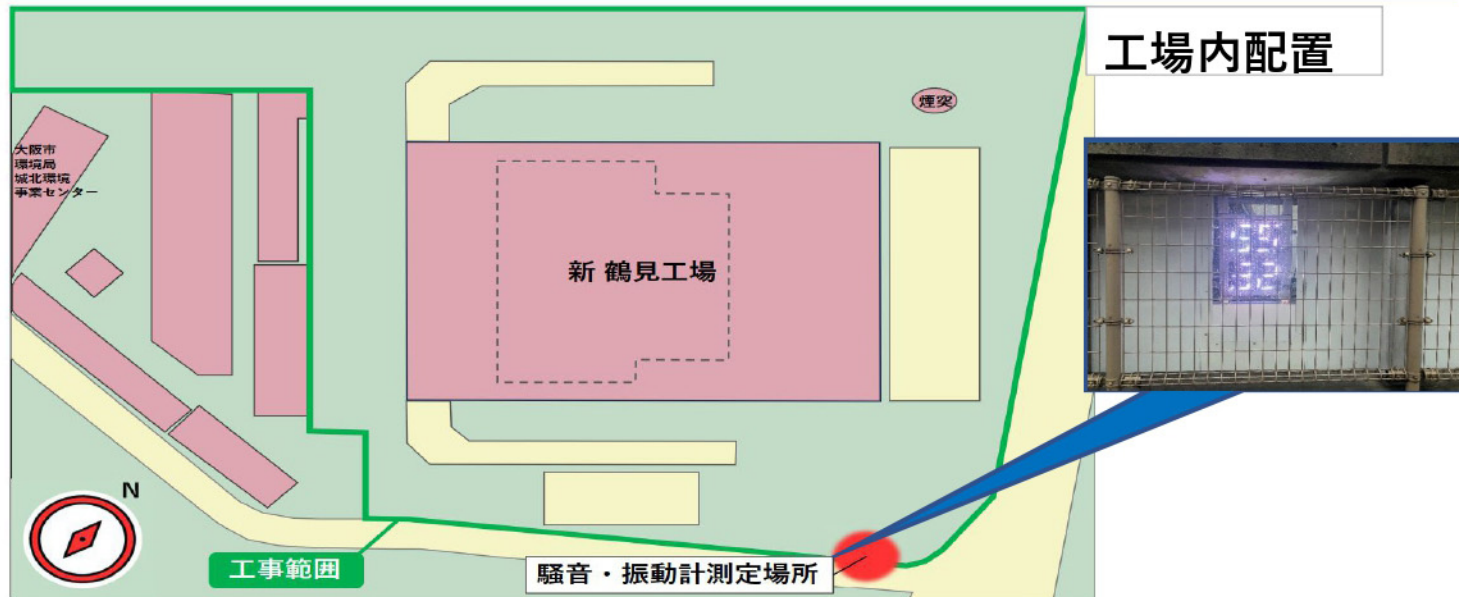 工場内配置
煙突
大阪市
環境局
城北環境
事業センター
新 鶴見工場
N
工事範囲
騒音・振動計測定場所